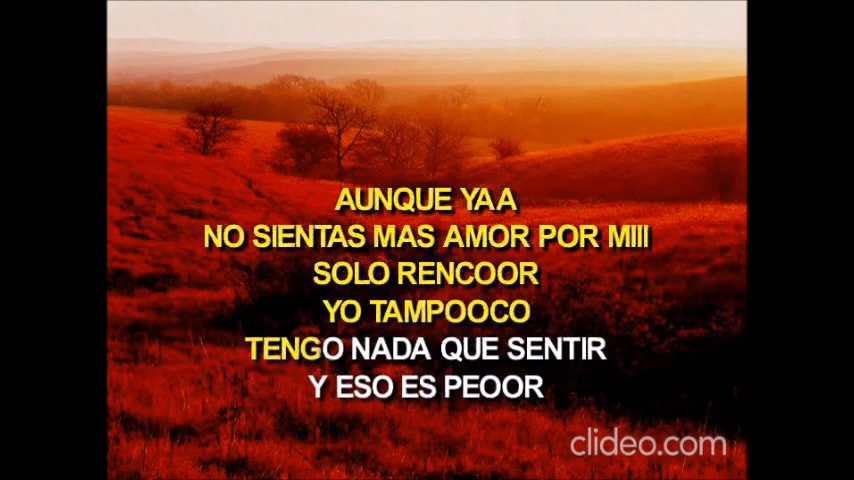 AUNQUE YAA
NO SIENTAS MAS AMOR POR MIII
SOLO RENCOOR
YO TAMPOOCO
TENGO NADA QUE SENTIR
Y ESO ES PEOOR
clideo.com